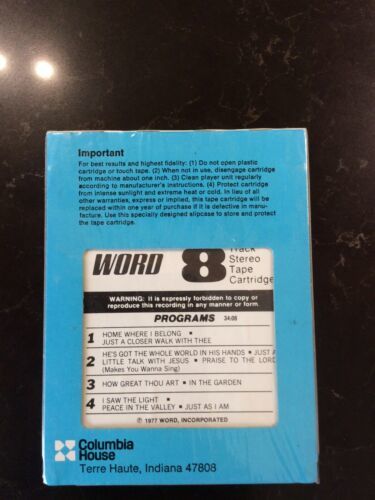 Important
For best results and highest fidelity: (1) Do not open plastic
cartridge or touch tape. (2) When not in use, disengage cartridge
from machine about one inch. (3) Clean player unit regularly
according to manufacturer's instructions. (4) Protect cartridge
from intense sunlight and extreme heat or cold. In lieu of all
other warranties, express or implied, this tape cartridge will be
replaced within one year of purchase if it is defective in manu-
facture. Use this specially designed slipcase to store and protect
the tape cartridge.
WORD 8 Track
Stereo
Tape
Cartridge
WARNING: It is expressly forbidden to copy or
reproduce this recording in any manner or form.
PROGRAMS 34:08
1 HOME WHERE I BELONG •
JUST A CLOSER WALK WITH THEE
2 HE'S GOT THE WHOLE WORLD IN HIS HANDS • JUST A
LITTLE TALK WITH JESUS • PRAISE TO THE LORD
(Makes You Wanna Sing)
3 HOW GREAT THOU ART • IN THE GARDEN
4 I SAW THE LIGHT •
PEACE IN THE VALLEY • JUST AS I AM
℗ 1977 WORD, INCORPORATED
Columbia
House
Terre Haute, Indiana 47808